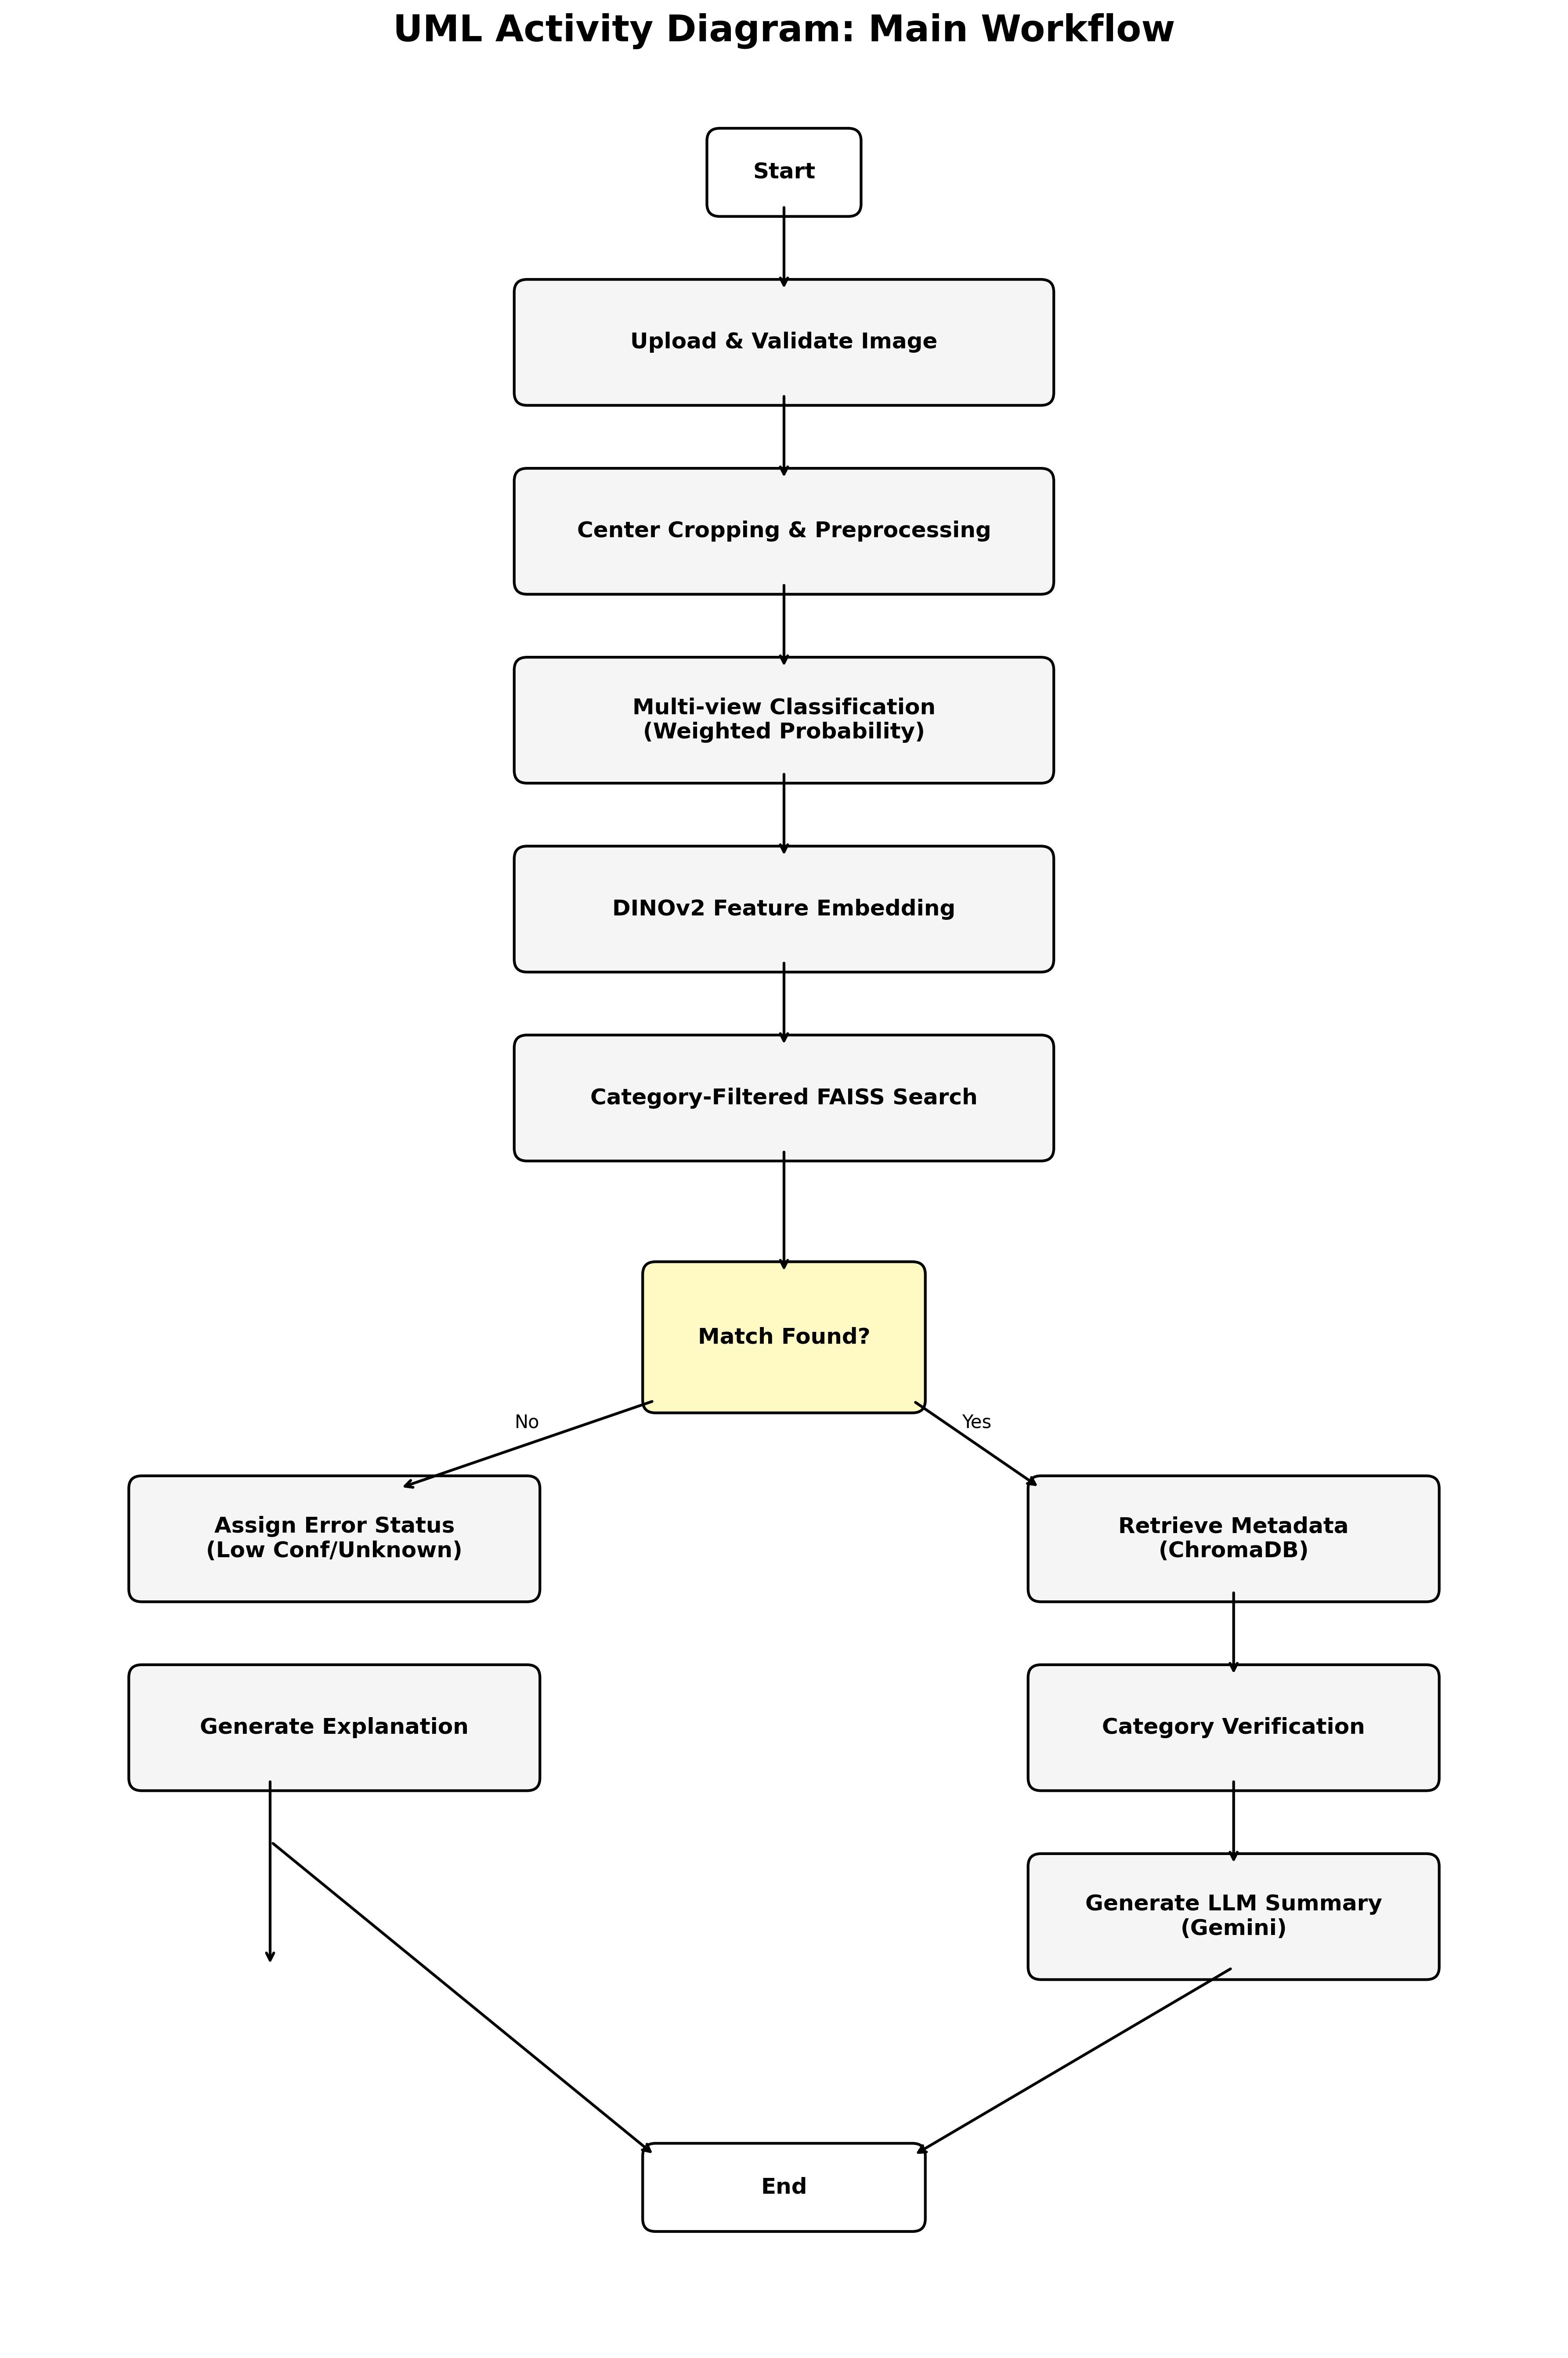 UML Activity Diagram: Main Workflow
Start
Upload & Validate Image
Center Cropping & Preprocessing
Multi-view Classification
(Weighted Probability)
DINOv2 Feature Embedding
Category-Filtered FAISS Search
Match Found?
No
Yes
Assign Error Status
(Low Conf/Unknown)
Retrieve Metadata
(ChromaDB)
Generate Explanation
Category Verification
Generate LLM Summary
(Gemini)
End